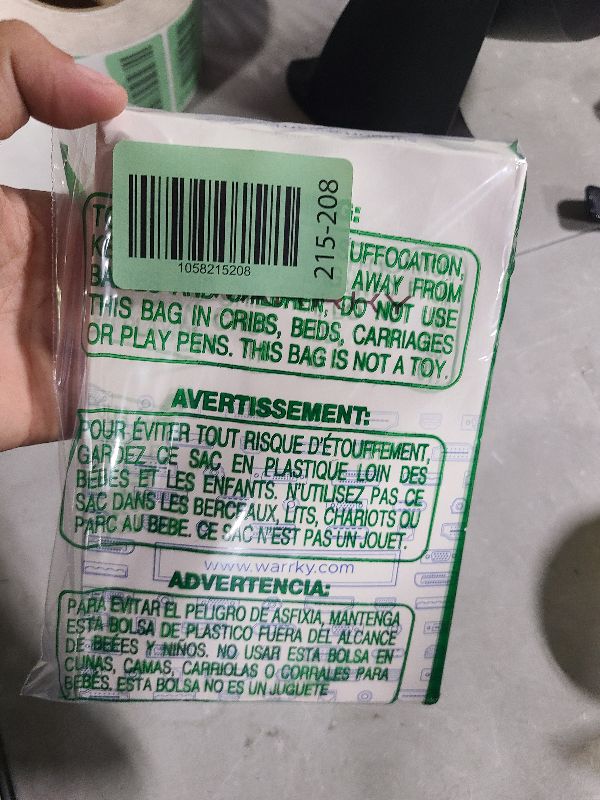 1058215208
215-208
E:
TO
UFFOCATION,
AWAY FROM
AND CHILDREN, DO NOT USE
THIS BAG IN CRIBS, BEDS, CARRIAGES
OR PLAY PENS. THIS BAG IS NOT A TOY.
AVERTISSEMENT:
POUR ÉVITER TOUT RISQUE D'ÉTOUFFEMENT,
GARDEZ CE SAC EN PLASTIQUE LOIN DES
BEBES ET LES ENFANTS. N'UTILISEZ PAS CE
SAC DANS LES BERCEAUX, LITS, CHARIOTS OU
PARC AU BEBE. CE SAC N'EST PAS UN JOUET.
www.warrky.com
ADVERTENCIA:
PARA EVITAR EL PELIGRO DE ASFIXIA, MANTENGA
ESTA BOLSA DE PLASTICO FUERA DEL ALCANCE
DE BEÉES Y NINOS. NO USAR ESTA BOLSA EN
CUNAS, CAMAS, CARRIOLAS O CORRALES PARA
BEBES. ESTA BOLSA NO ES UN JUGUETE